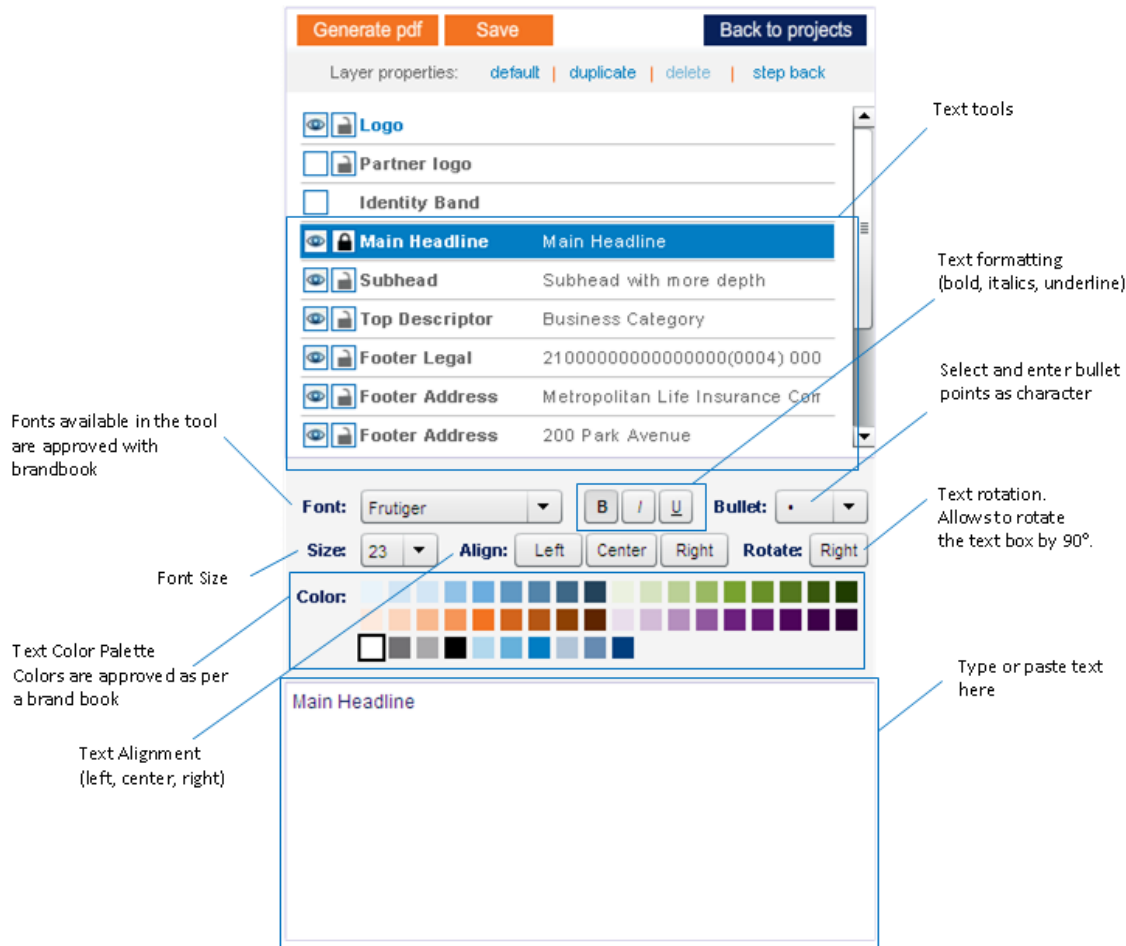 Generate pdf Save Back to projects
Layer properties: default | duplicate | delete | step back
Text tools
Logo
Partner logo
Identity Band
Main Headline Main Headline
Subhead Subhead with more depth
Top Descriptor Business Category
Footer Legal 21000000000000000(0004) 000
Footer Address Metropolitan Life Insurance Com
Footer Address 200 Park Avenue
Text formatting
(bold, italics, underline)
Select and enter bullet
points as character
Fonts available in the tool
are approved with
brandbook
Font: Frutiger B I U Bullet: •
Size: 23 Align: Left Center Right Rotate: Right
Text rotation.
Allows to rotate
the text box by 90°.
Font Size
Color:
Text Color Palette
Colors are approved as per
a brand book
Type or paste text
here
Main Headline
Text Alignment
(left, center, right)